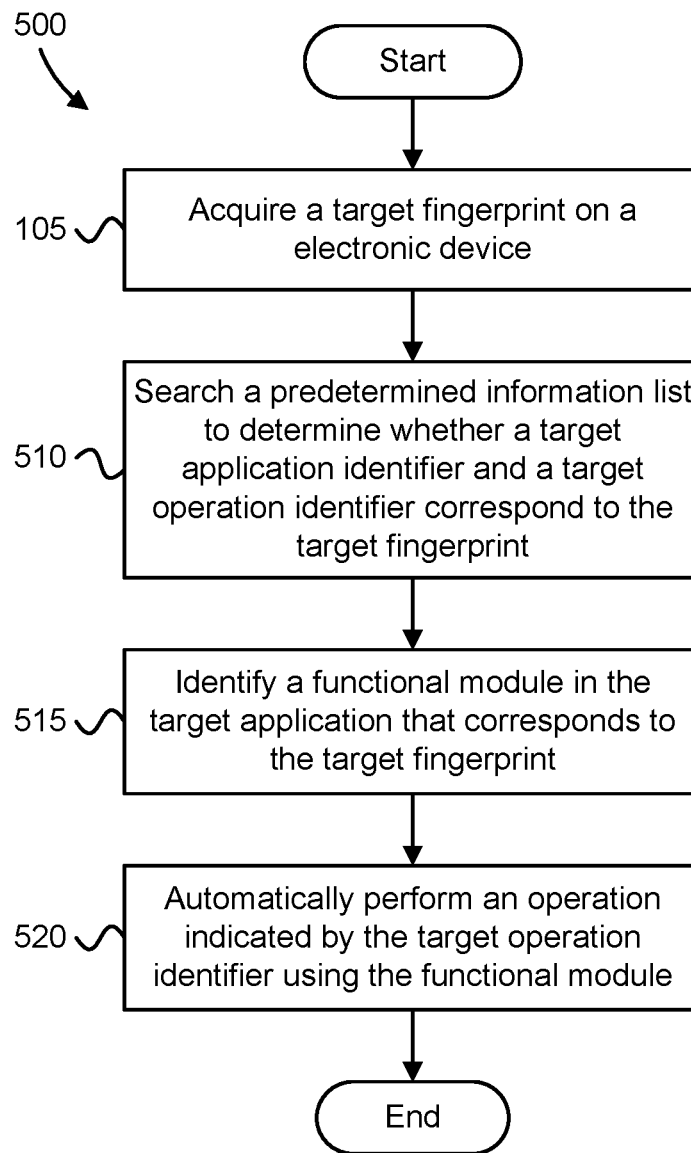 500
Start
105
Acquire a target fingerprint on a
electronic device
510
Search a predetermined information list
to determine whether a target
application identifier and a target
operation identifier correspond to the
target fingerprint
515
Identify a functional module in the
target application that corresponds to
the target fingerprint
520
Automatically perform an operation
indicated by the target operation
identifier using the functional module
End